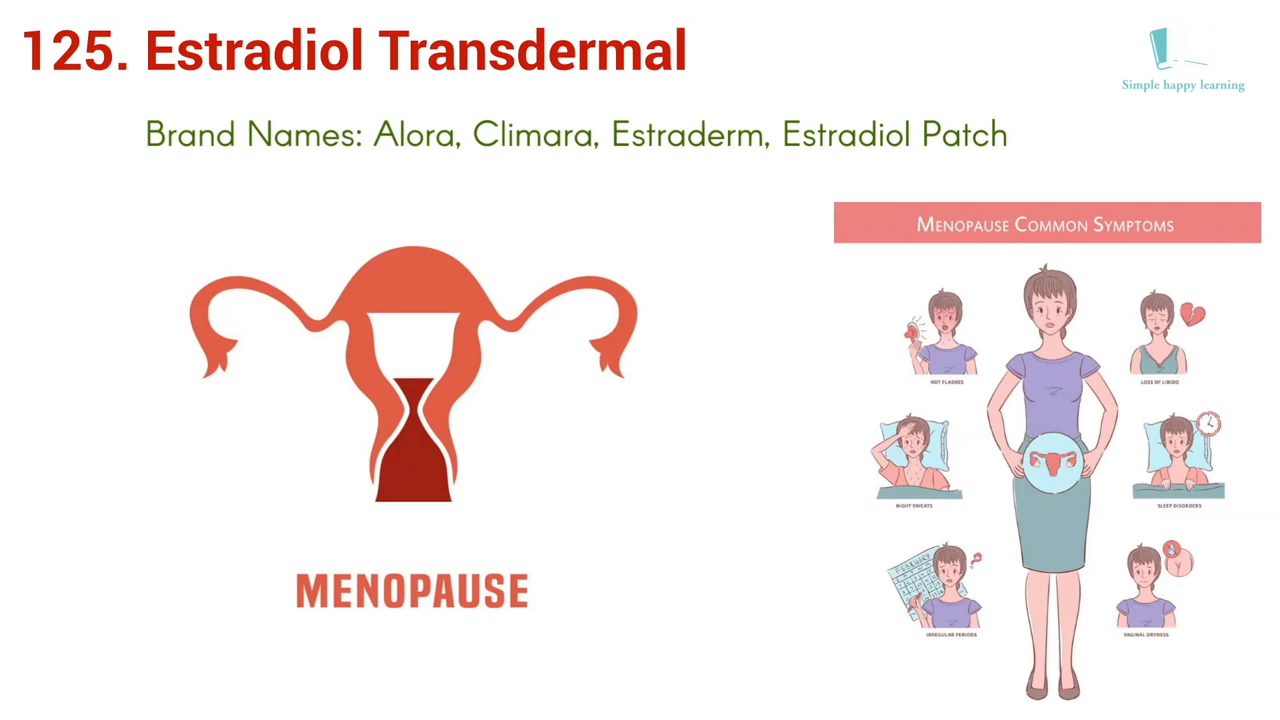 125. Estradiol Transdermal
Simple happy learning
Brand Names: Alora, Climara, Estraderm, Estradiol Patch
MENOPAUSE COMMON SYMPTOMS
HOT FLASHES
LOSS OF LIBIDO
NIGHT SWEATS
SLEEP DISORDERS
FEBRUARY
IRREGULAR PERIODS
VAGINAL DRYNESS
MENOPAUSE